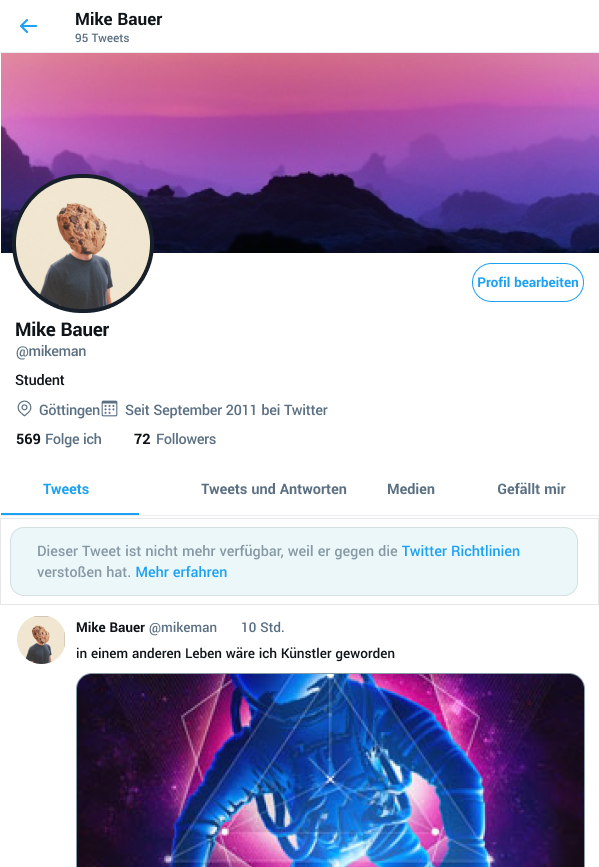 Mike Bauer
95 Tweets
Profil bearbeiten
Mike Bauer
@mikeman
Student
Göttingen Seit September 2011 bei Twitter
569 Folge ich 72 Followers
Tweets Tweets und Antworten Medien Gefällt mir
Dieser Tweet ist nicht mehr verfügbar, weil er gegen die Twitter Richtlinien
verstoßen hat. Mehr erfahren
Mike Bauer @mikeman 10 Std.
in einem anderen Leben wäre ich Künstler geworden